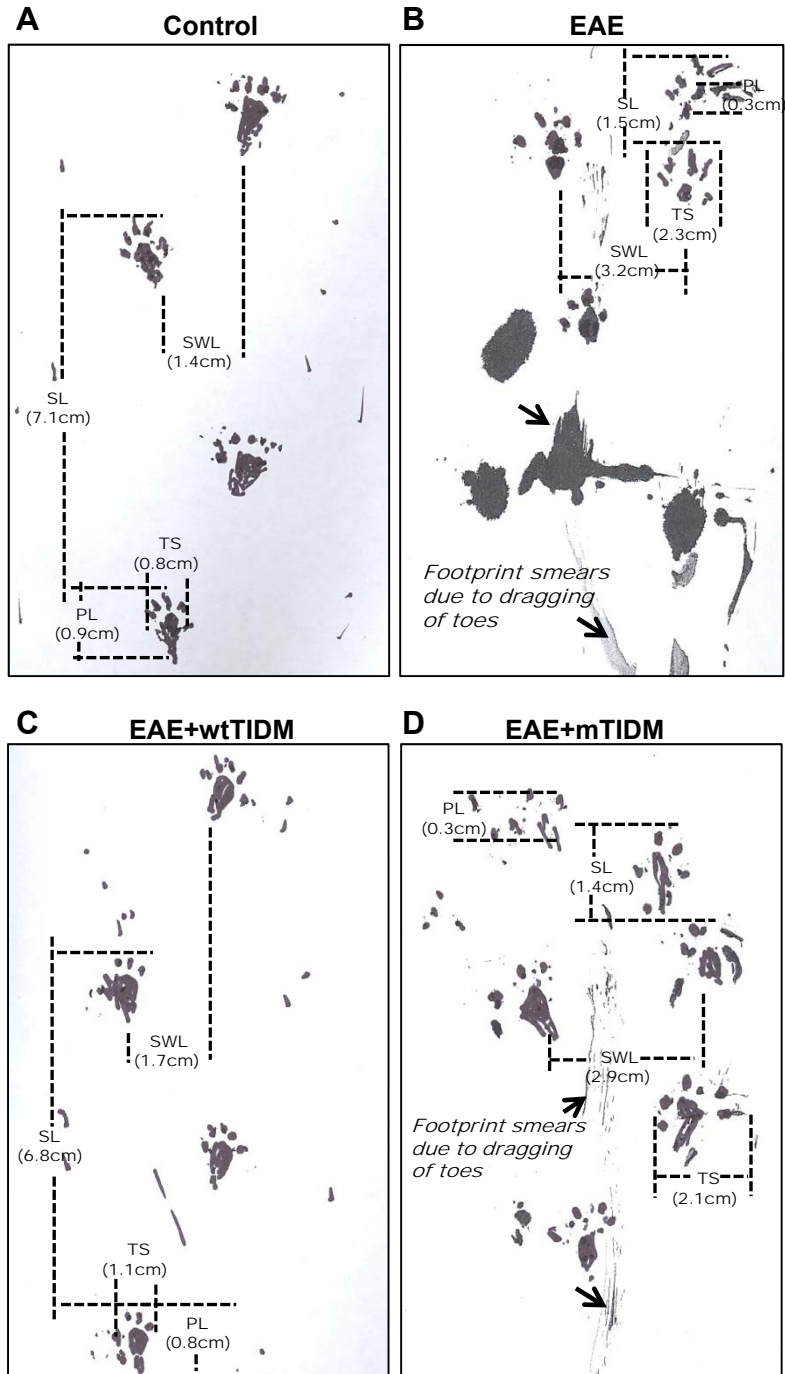 A
Control
SWL
(1.4cm)
SL
(7.1cm)
TS
(0.8cm)
PL
(0.9cm)
B
EAE
PL
(0.3cm)
SL
(1.5cm)
TS
(2.3cm)
SWL
(3.2cm)
Footprint smears
due to dragging
of toes
C
EAE+wtTIDM
SWL
(1.7cm)
SL
(6.8cm)
TS
(1.1cm)
PL
(0.8cm)
D
EAE+mTIDM
PL
(0.3cm)
SL
(1.4cm)
SWL
(2.9cm)
Footprint smears
due to dragging
of toes
TS
(2.1cm)